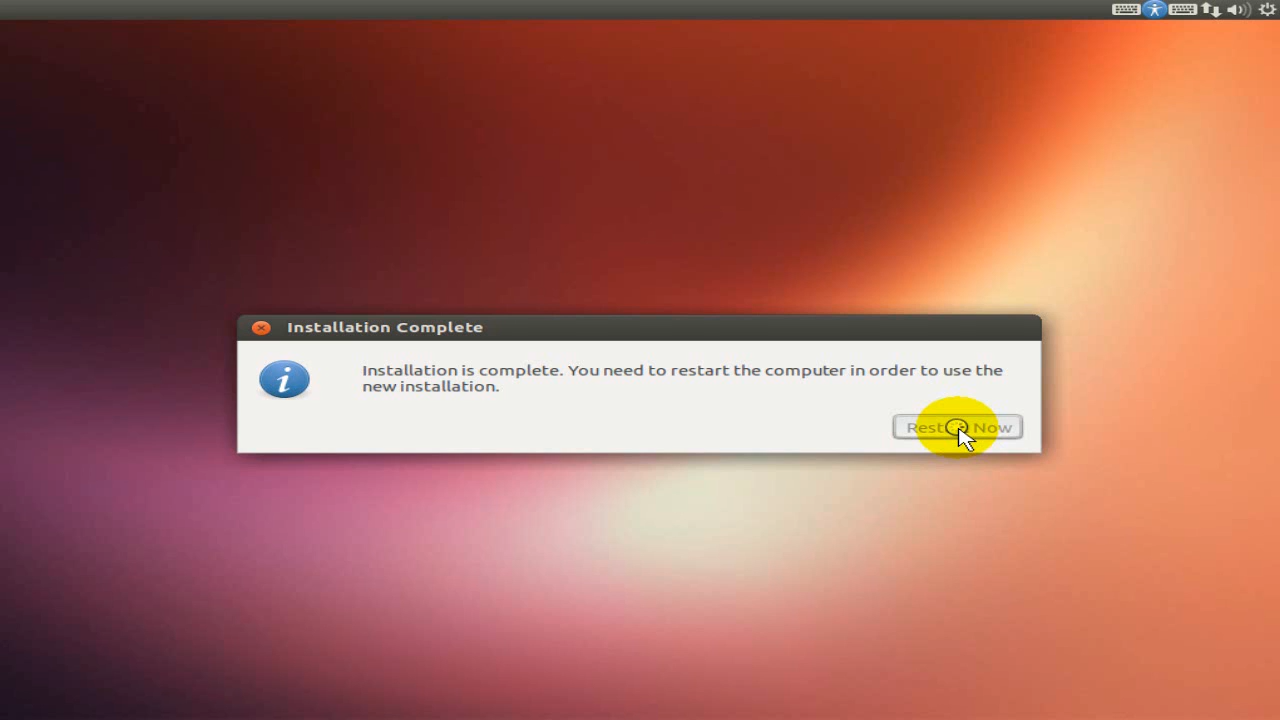 Installation Complete
Installation is complete. You need to restart the computer in order to use the
new installation.
Restart Now